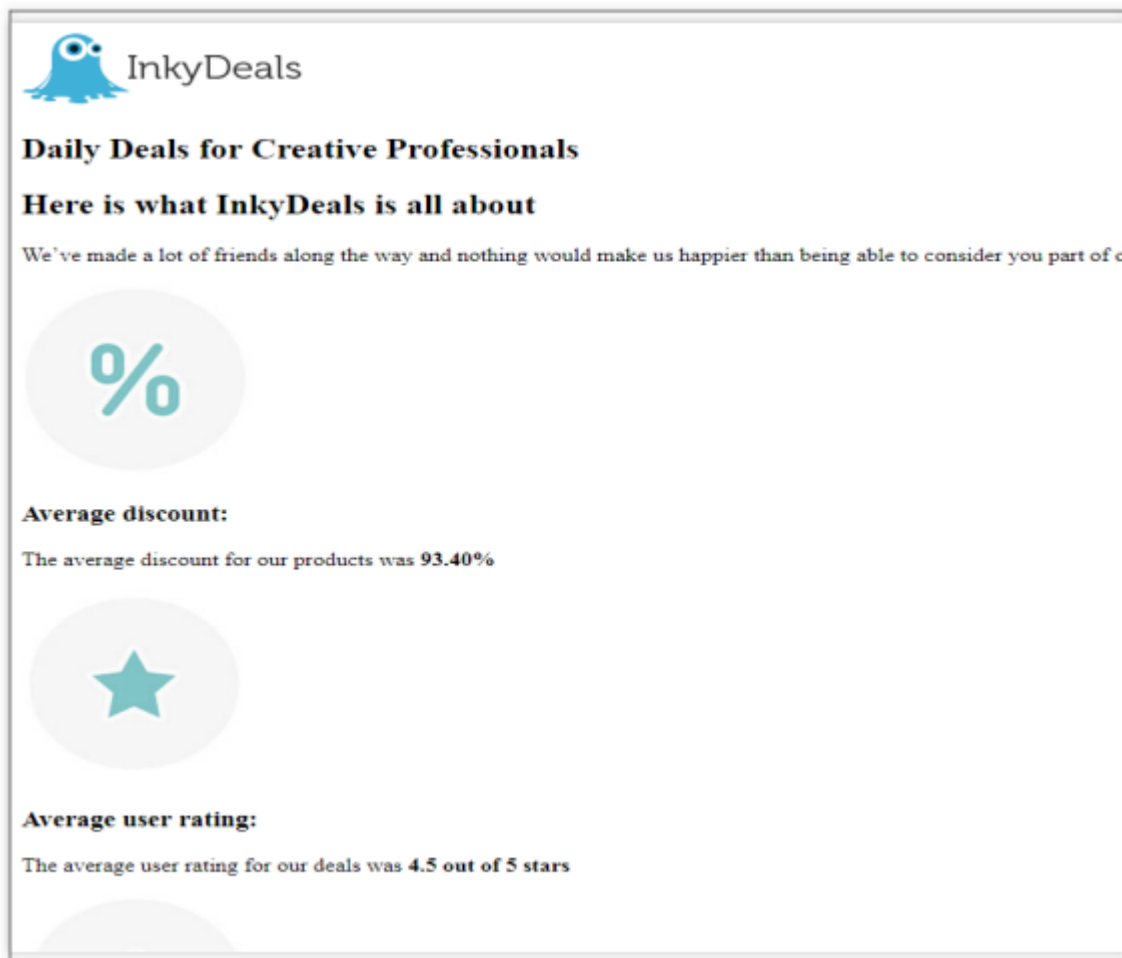 InkyDeals
Daily Deals for Creative Professionals
Here is what InkyDeals is all about
We`ve made a lot of friends along the way and nothing would make us happier than being able to consider you part of
%
Average discount:
The average discount for our products was 93.40%
Average user rating:
The average user rating for our deals was 4.5 out of 5 stars